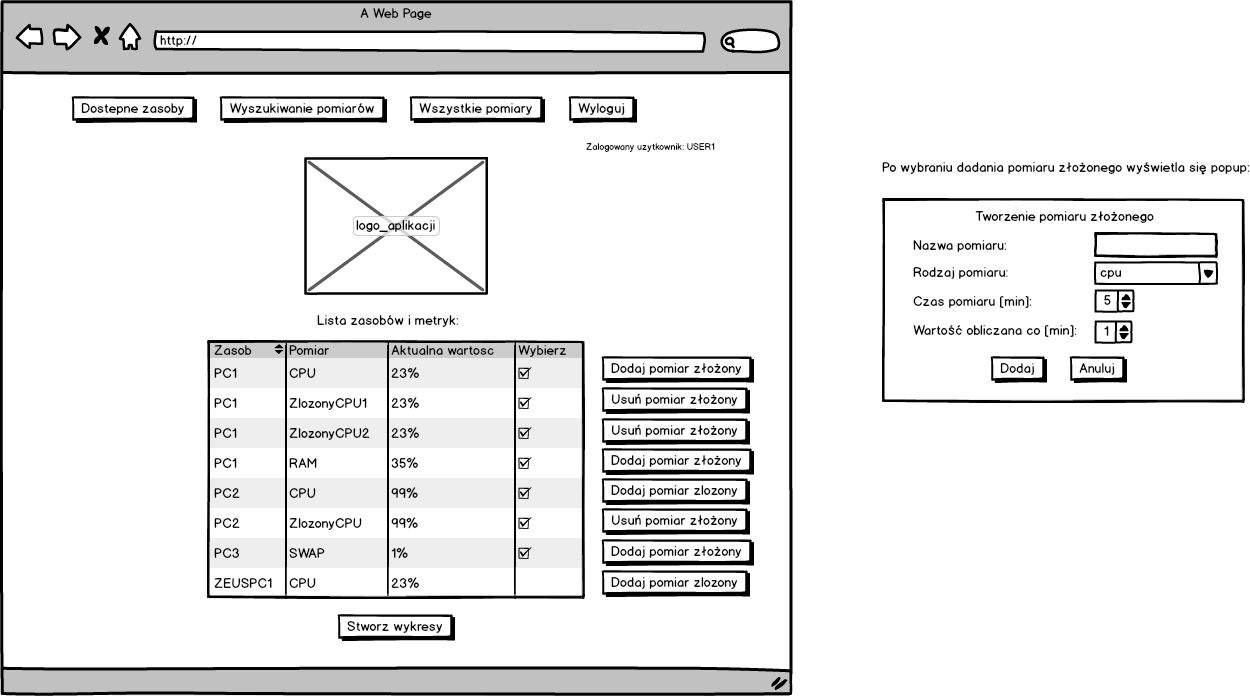 A Web Page
http://
Dostepne zasoby Wyszukiwanie pomiarów Wszystkie pomiary Wyloguj
Zalogowany uzytkownik: USER1
logo_aplikacji
Lista zasobów i metryk:
Zasob Pomiar Aktualna wartosc Wybierz
PC1 CPU 23% Dodaj pomiar złożony
PC1 ZlozonyCPU1 23% Usuń pomiar złożony
PC1 ZlozonyCPU2 23% Usuń pomiar złożony
PC1 RAM 35% Dodaj pomiar złożony
PC2 CPU 99% Dodaj pomiar zlozony
PC2 ZlozonyCPU 99% Usuń pomiar złożony
PC3 SWAP 1% Dodaj pomiar złożony
ZEUSPC1 CPU 23% Dodaj pomiar zlozony
Stworz wykresy
Po wybraniu dadania pomiaru złożonego wyświetla się popup:
Tworzenie pomiaru złożonego
Nazwa pomiaru:
Rodzaj pomiaru: cpu
Czas pomiaru (min): 5
Wartość obliczana co (min): 1
Dodaj Anuluj